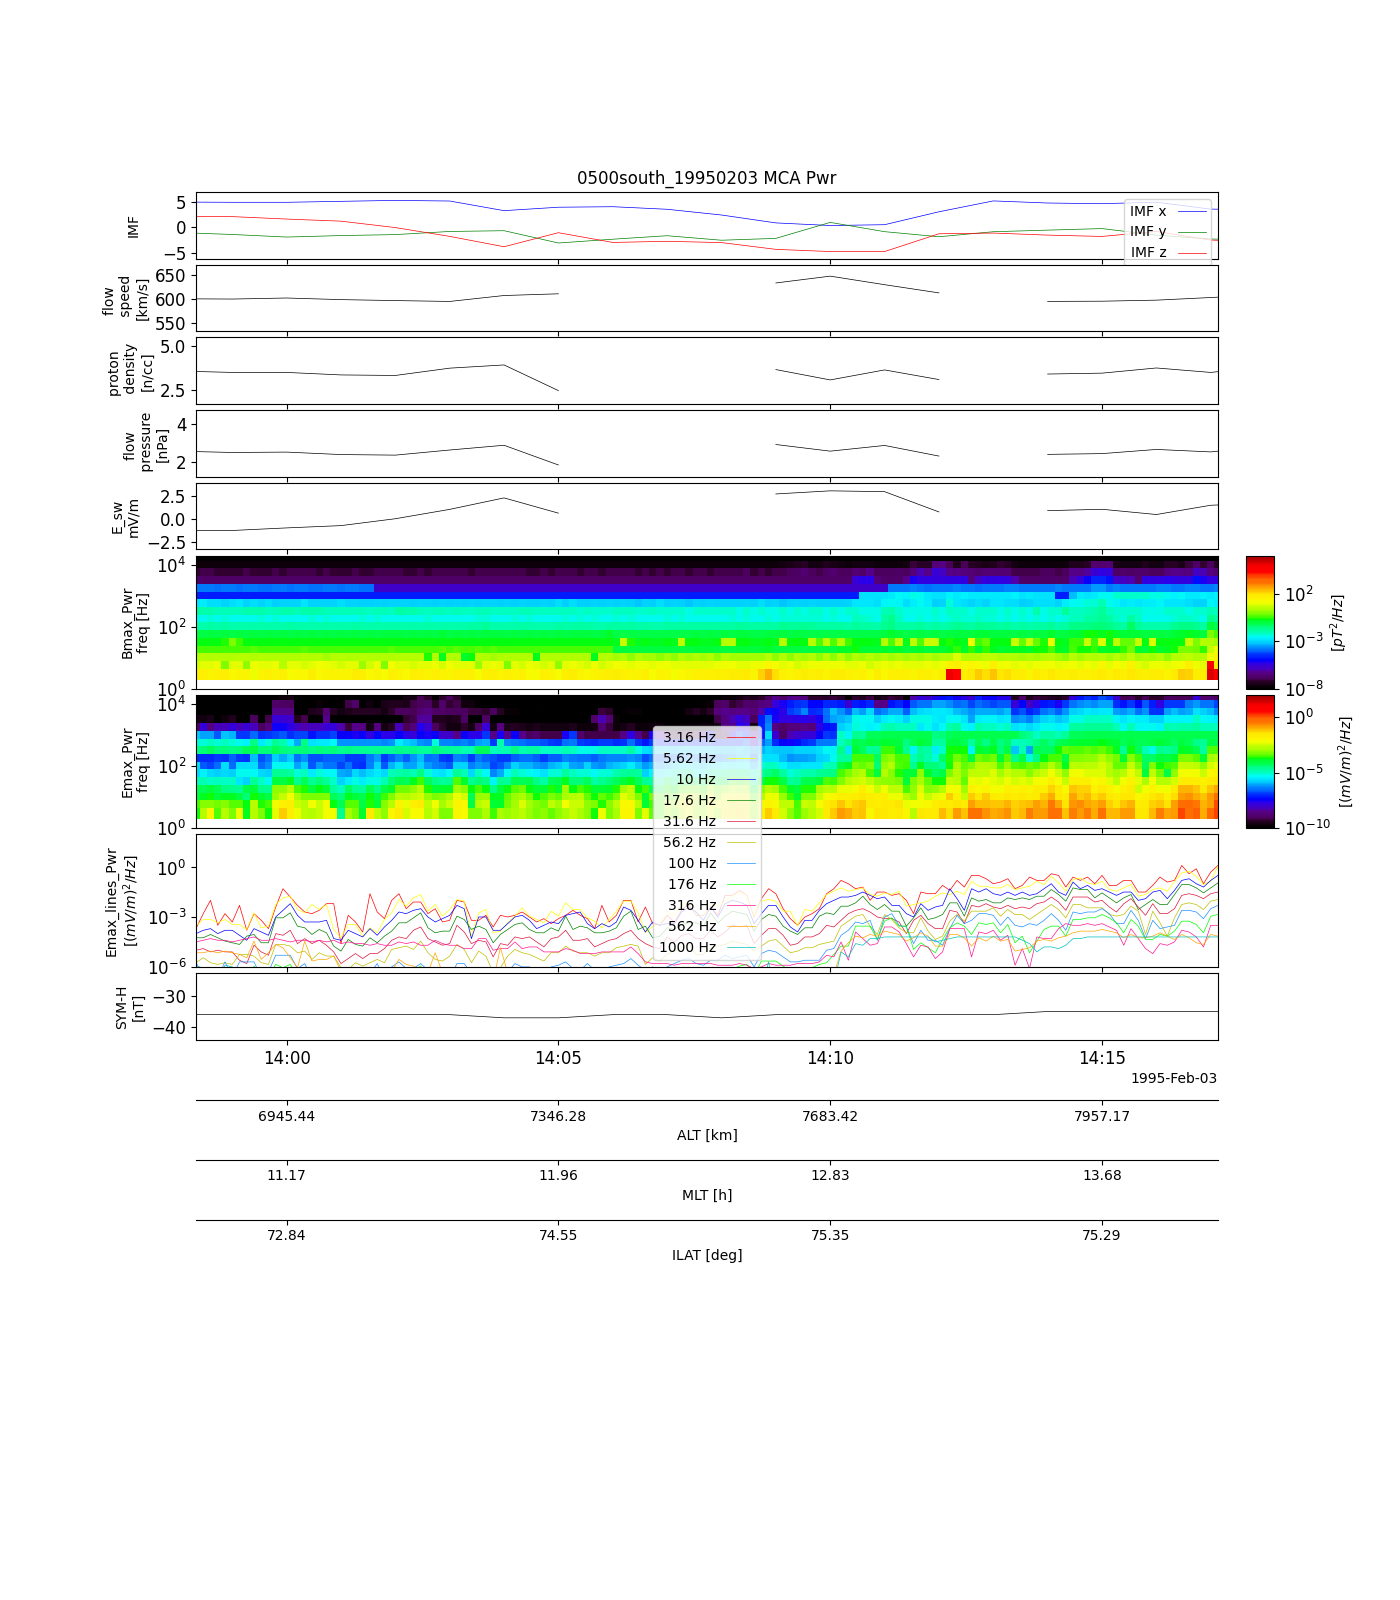 0500south_19950203 MCA Pwr
IMF
5
0
−5
IMF x
IMF y
IMF z
flow
speed
[km/s]
650
600
550
proton
density
[n/cc]
5.0
2.5
flow
pressure
[nPa]
4
2
E_sw
mV/m
2.5
0.0
−2.5
Bmax_Pwr
freq [Hz]
10^4
10^2
10^0
10^2
10^−3
10^−8
[pT^2/Hz]
Emax_Pwr
freq [Hz]
10^4
10^2
10^0
10^0
10^−5
10^−10
[(mV/m)^2/Hz]
3.16 Hz
5.62 Hz
10 Hz
17.6 Hz
31.6 Hz
56.2 Hz
100 Hz
176 Hz
316 Hz
562 Hz
1000 Hz
Emax_lines_Pwr
[(mV/m)^2/Hz]
10^0
10^−3
10^−6
SYM-H
[nT]
−30
−40
14:00 14:05 14:10 14:15
1995-Feb-03
6945.44 7346.28 7683.42 7957.17
ALT [km]
11.17 11.96 12.83 13.68
MLT [h]
72.84 74.55 75.35 75.29
ILAT [deg]